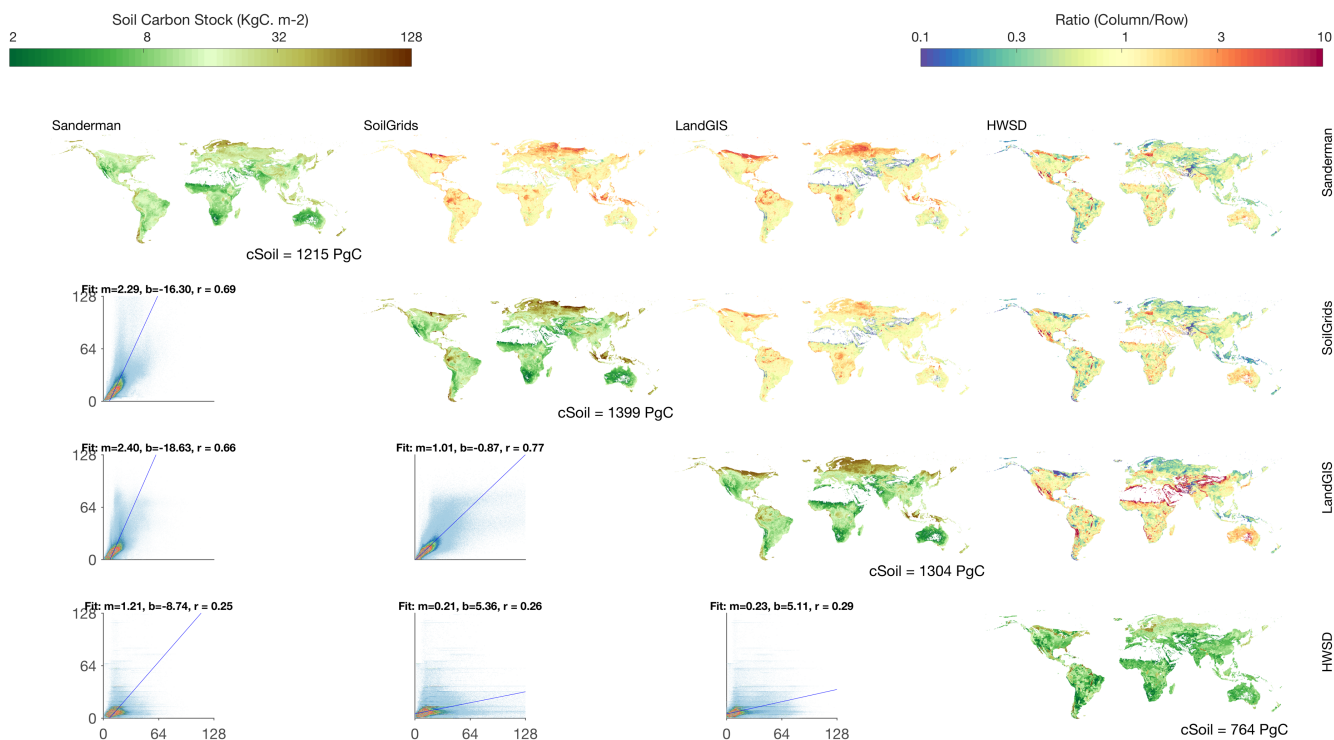 Soil Carbon Stock (KgC. m-2)
2 8 32 128
Ratio (Column/Row)
0.1 0.3 1 3 10
Sanderman
SoilGrids
LandGIS
HWSD
Sanderman
cSoil = 1215 PgC
Fit: m=2.29, b=-16.30, r = 0.69
128
64
0
cSoil = 1399 PgC
SoilGrids
Fit: m=2.40, b=-18.63, r = 0.66
128
64
0
Fit: m=1.01, b=-0.87, r = 0.77
cSoil = 1304 PgC
LandGIS
Fit: m=1.21, b=-8.74, r = 0.25
128
64
0
0 64 128
Fit: m=0.21, b=5.36, r = 0.26
0 64 128
Fit: m=0.23, b=5.11, r = 0.29
0 64 128
cSoil = 764 PgC
HWSD